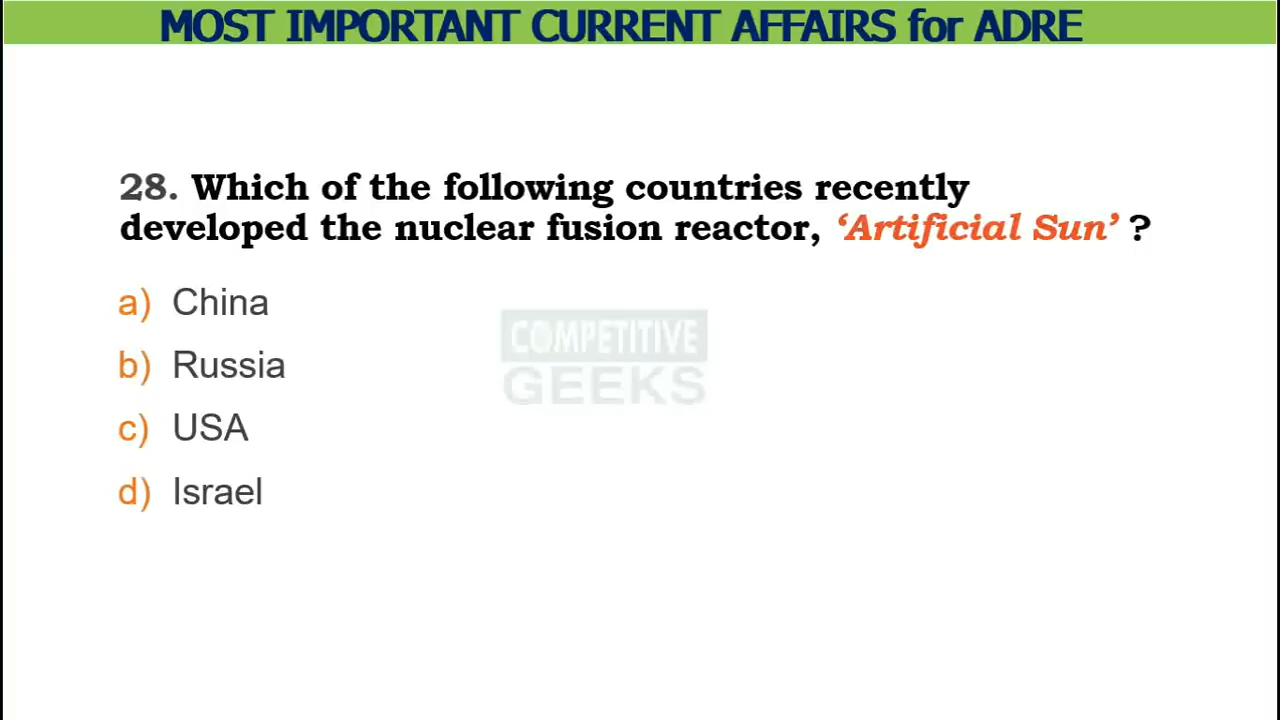 MOST IMPORTANT CURRENT AFFAIRS for ADRE
28. Which of the following countries recently
developed the nuclear fusion reactor, ‘Artificial Sun’ ?
a) China
COMPETITIVE
GEEKS
b) Russia
c) USA
d) Israel